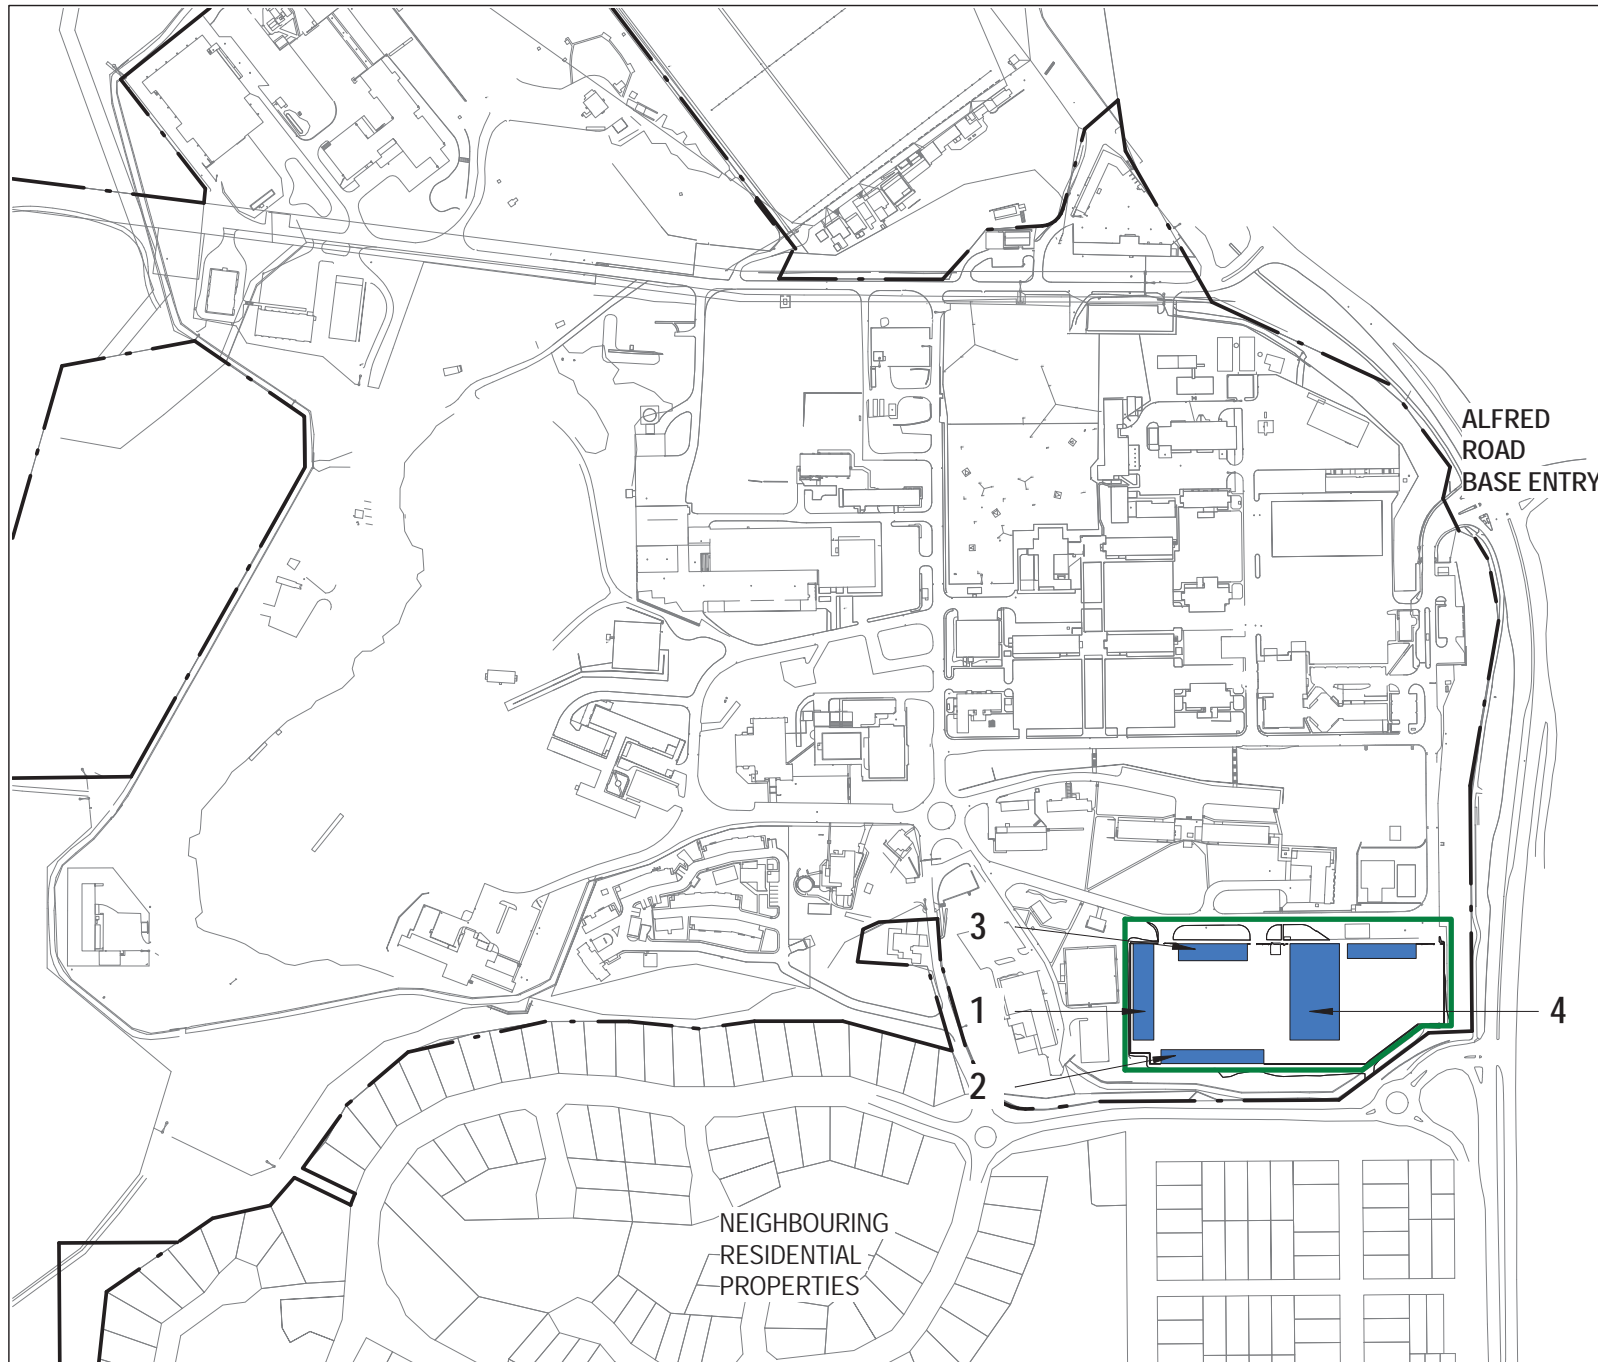 ALFRED
ROAD
BASE ENTRY
3
1
4
2
NEIGHBOURING
RESIDENTIAL
PROPERTIES